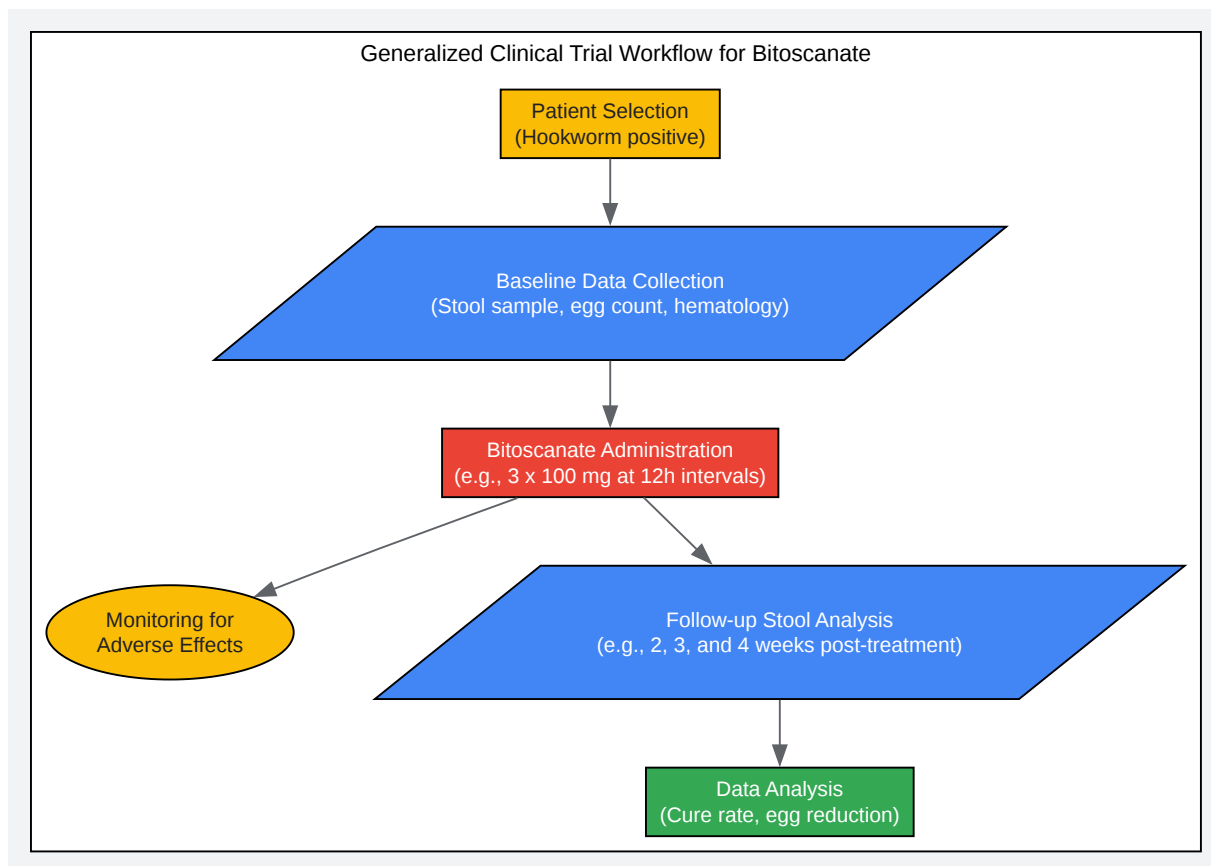 Generalized Clinical Trial Workflow for Bitoscanate
Patient Selection
(Hookworm positive)
Baseline Data Collection
(Stool sample, egg count, hematology)
Bitoscanate Administration
(e.g., 3 x 100 mg at 12h intervals)
Monitoring for
Adverse Effects
Follow-up Stool Analysis
(e.g., 2, 3, and 4 weeks post-treatment)
Data Analysis
(Cure rate, egg reduction)